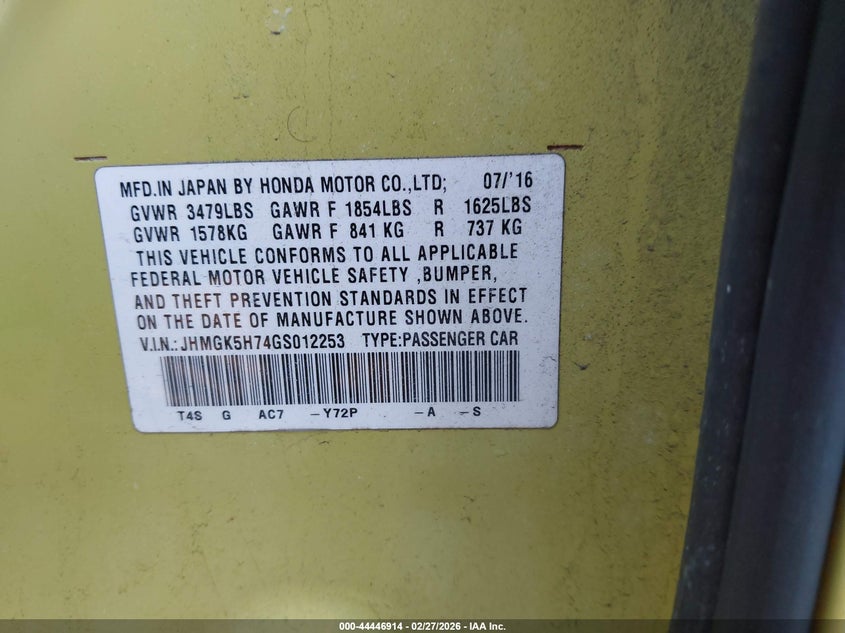 MFD.IN JAPAN BY HONDA MOTOR CO.,LTD; 07/'16
GVWR 3479LBS GAWR F 1854LBS R 1625LBS
GVWR 1578KG GAWR F 841 KG R 737 KG
THIS VEHICLE CONFORMS TO ALL APPLICABLE
FEDERAL MOTOR VEHICLE SAFETY ,BUMPER,
AND THEFT PREVENTION STANDARDS IN EFFECT
ON THE DATE OF MANUFACTURE SHOWN ABOVE.
V.I.N.: JHMGK5H74GS012253 TYPE:PASSENGER CAR
T4S G AC7 –Y72P –A –S
000-44446914 - 02/27/2026 - IAA Inc.